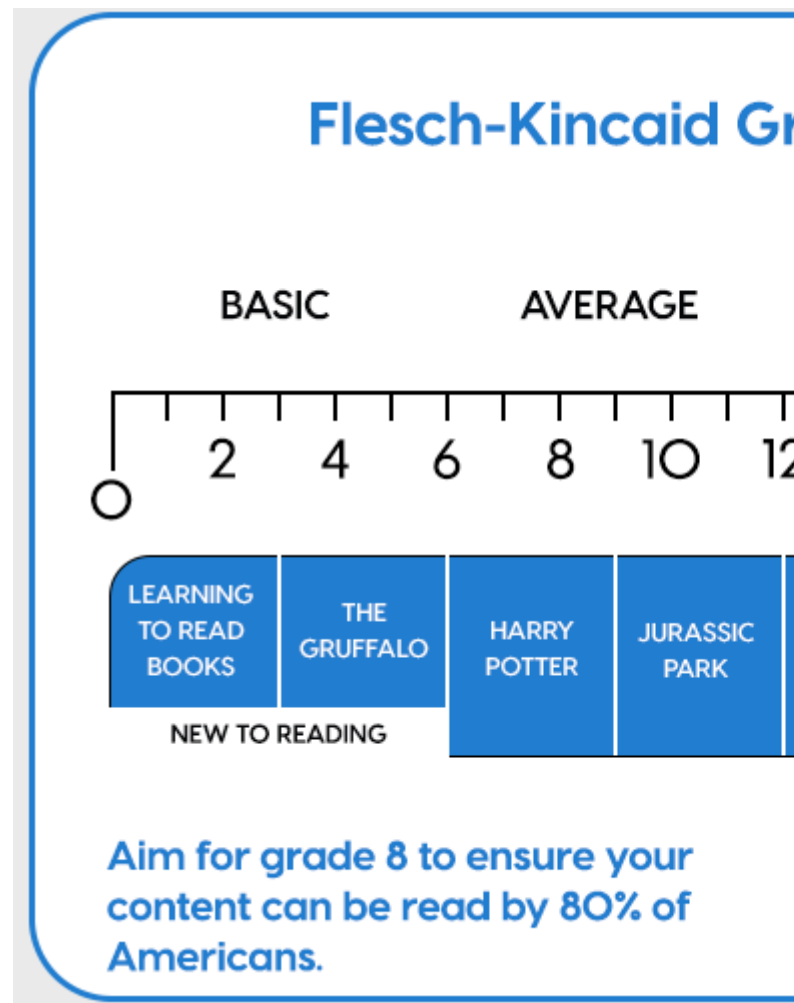 Flesch-Kincaid Gr
BASIC AVERAGE
0 2 4 6 8 10 12
LEARNING
TO READ
BOOKS
THE
GRUFFALO
HARRY
POTTER
JURASSIC
PARK
NEW TO READING
Aim for grade 8 to ensure your
content can be read by 80% of
Americans.